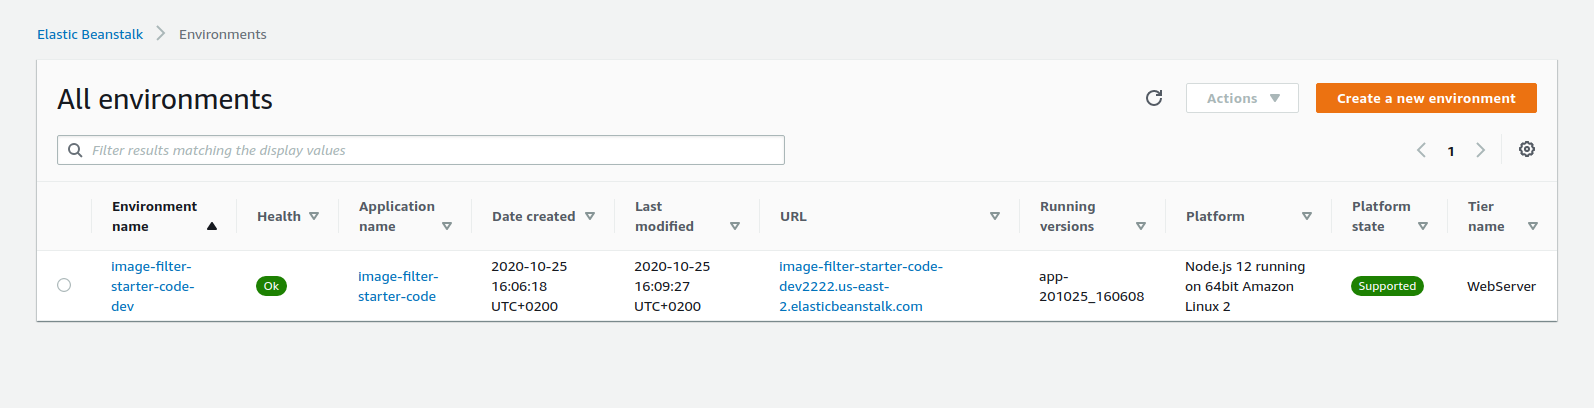 Elastic Beanstalk > Environments
All environments
Actions
Create a new environment
Filter results matching the display values
1
Environment
name
Health
Application
name
Date created
Last
modified
URL
Running
versions
Platform
Platform
state
Tier
name
image-filter-
starter-code-
dev
Ok
image-filter-
starter-code
2020-10-25
16:06:18
UTC+0200
2020-10-25
16:09:27
UTC+0200
image-filter-starter-code-
dev2222.us-east-
2.elasticbeanstalk.com
app-
201025_160608
Node.js 12 running
on 64bit Amazon
Linux 2
Supported
WebServer